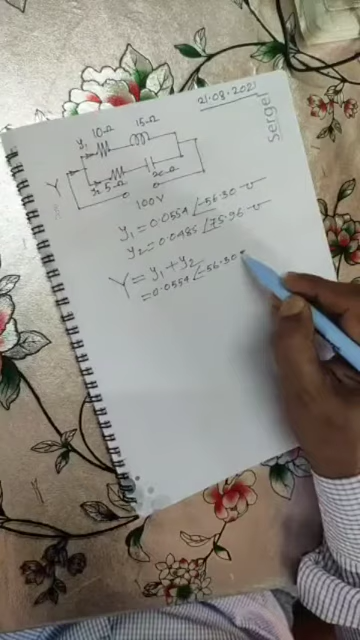 21.08.2021
Serge
10Ω 15Ω
y₁
Y
y₂ 5Ω 20Ω
100V
y₁ = 0.0554 ∠-56.30 ʊ
y₂ = 0.0485 ∠75.96 ʊ
Y = y₁ + y₂
= 0.0554 ∠-56.30